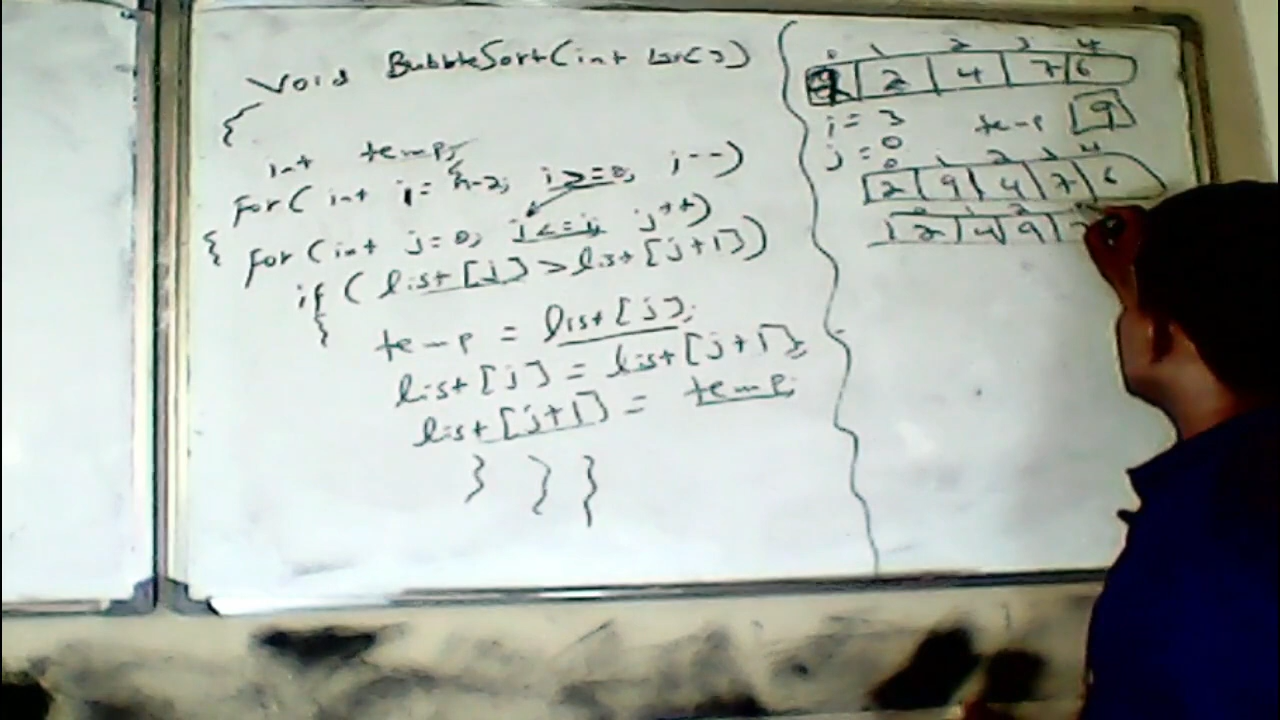 Void BubbleSort(int list[])
{
int temp;
for( int i= n-2; i>=0; i--)
{ for(int j=0; j<=i; j++)
if ( list[j] > list[j+1])
{
temp = list[j];
list[j] = list[j+1];
list[j+1] = temp;
} } }
0 1 2 3 4
2 4 7 6
i = 3 temp 9
j = 0
0 1 2 3 4
2 9 4 7 6
0 1 2
2 4 9 7